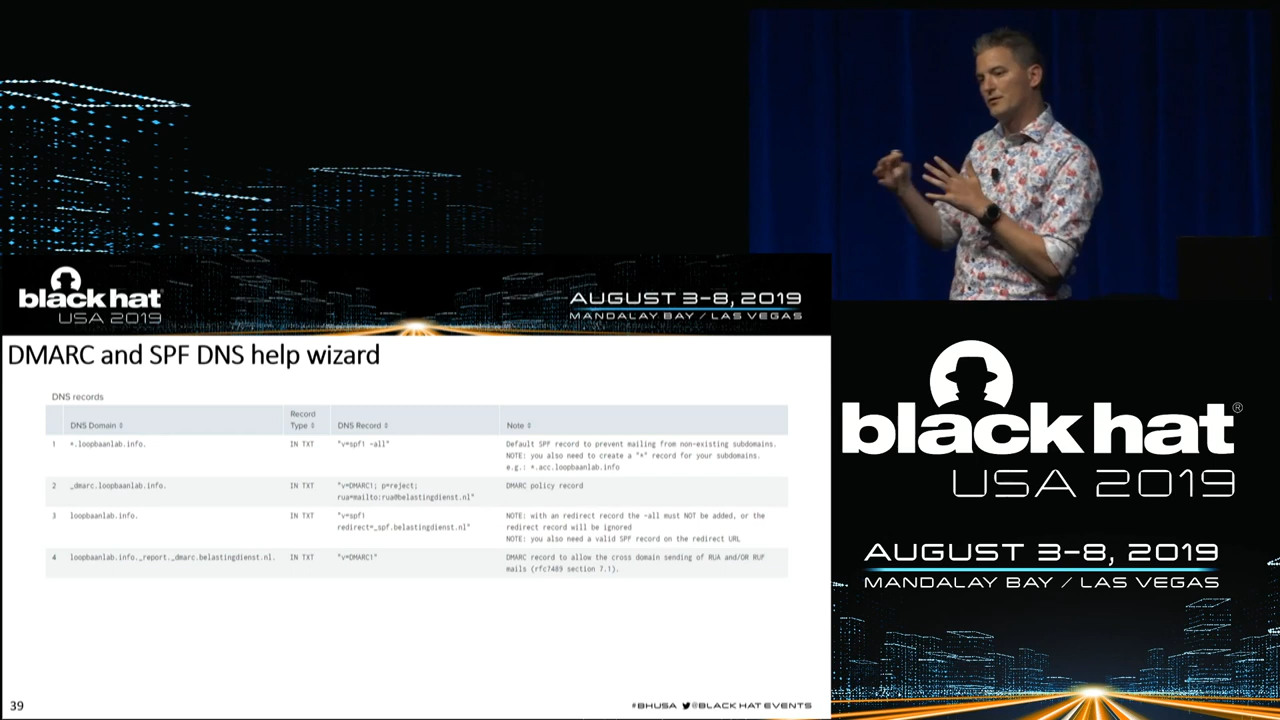 black hat
USA 2019
AUGUST 3-8, 2019
MANDALAY BAY / LAS VEGAS
DMARC and SPF DNS help wizard
DNS records
DNS Domain
Record Type
DNS Record
Note
1
*.loopbaanlab.info.
IN TXT
"v=spf1 -all"
Default SPF record to prevent mailing from non-existing subdomains.
NOTE: you also need to create a "*" record for your subdomains.
e.g.: *.acc.loopbaanlab.info
2
_dmarc.loopbaanlab.info.
IN TXT
"v=DMARC1; p=reject;
rua=mailto:rua@belastingdienst.nl"
DMARC policy record
3
loopbaanlab.info.
IN TXT
"v=spf1
redirect=_spf.belastingdienst.nl"
NOTE: with an redirect record the -all must NOT be added, or the
redirect record will be ignored
NOTE: you also need a valid SPF record on the redirect URL
4
loopbaanlab.info._report._dmarc.belastingdienst.nl.
IN TXT
"v=DMARC1"
DMARC record to allow the cross domain sending of RUA and/OR RUF
mails (rfc7489 section 7.1).
39
#BHUSA @BLACK HAT EVENTS
black hat®
USA 2019
AUGUST 3-8, 2019
MANDALAY BAY / LAS VEGAS